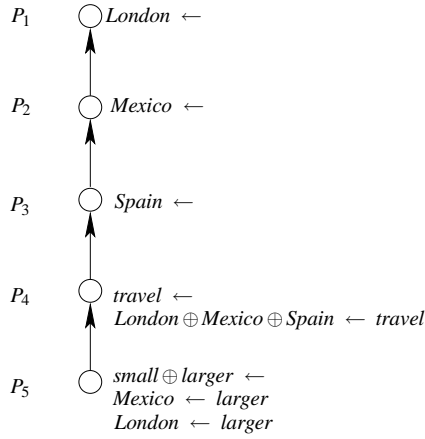 P₁ London ←
P₂ Mexico ←
P₃ Spain ←
P₄ travel ←
London ⊕ Mexico ⊕ Spain ← travel
P₅ small ⊕ larger ←
Mexico ← larger
London ← larger